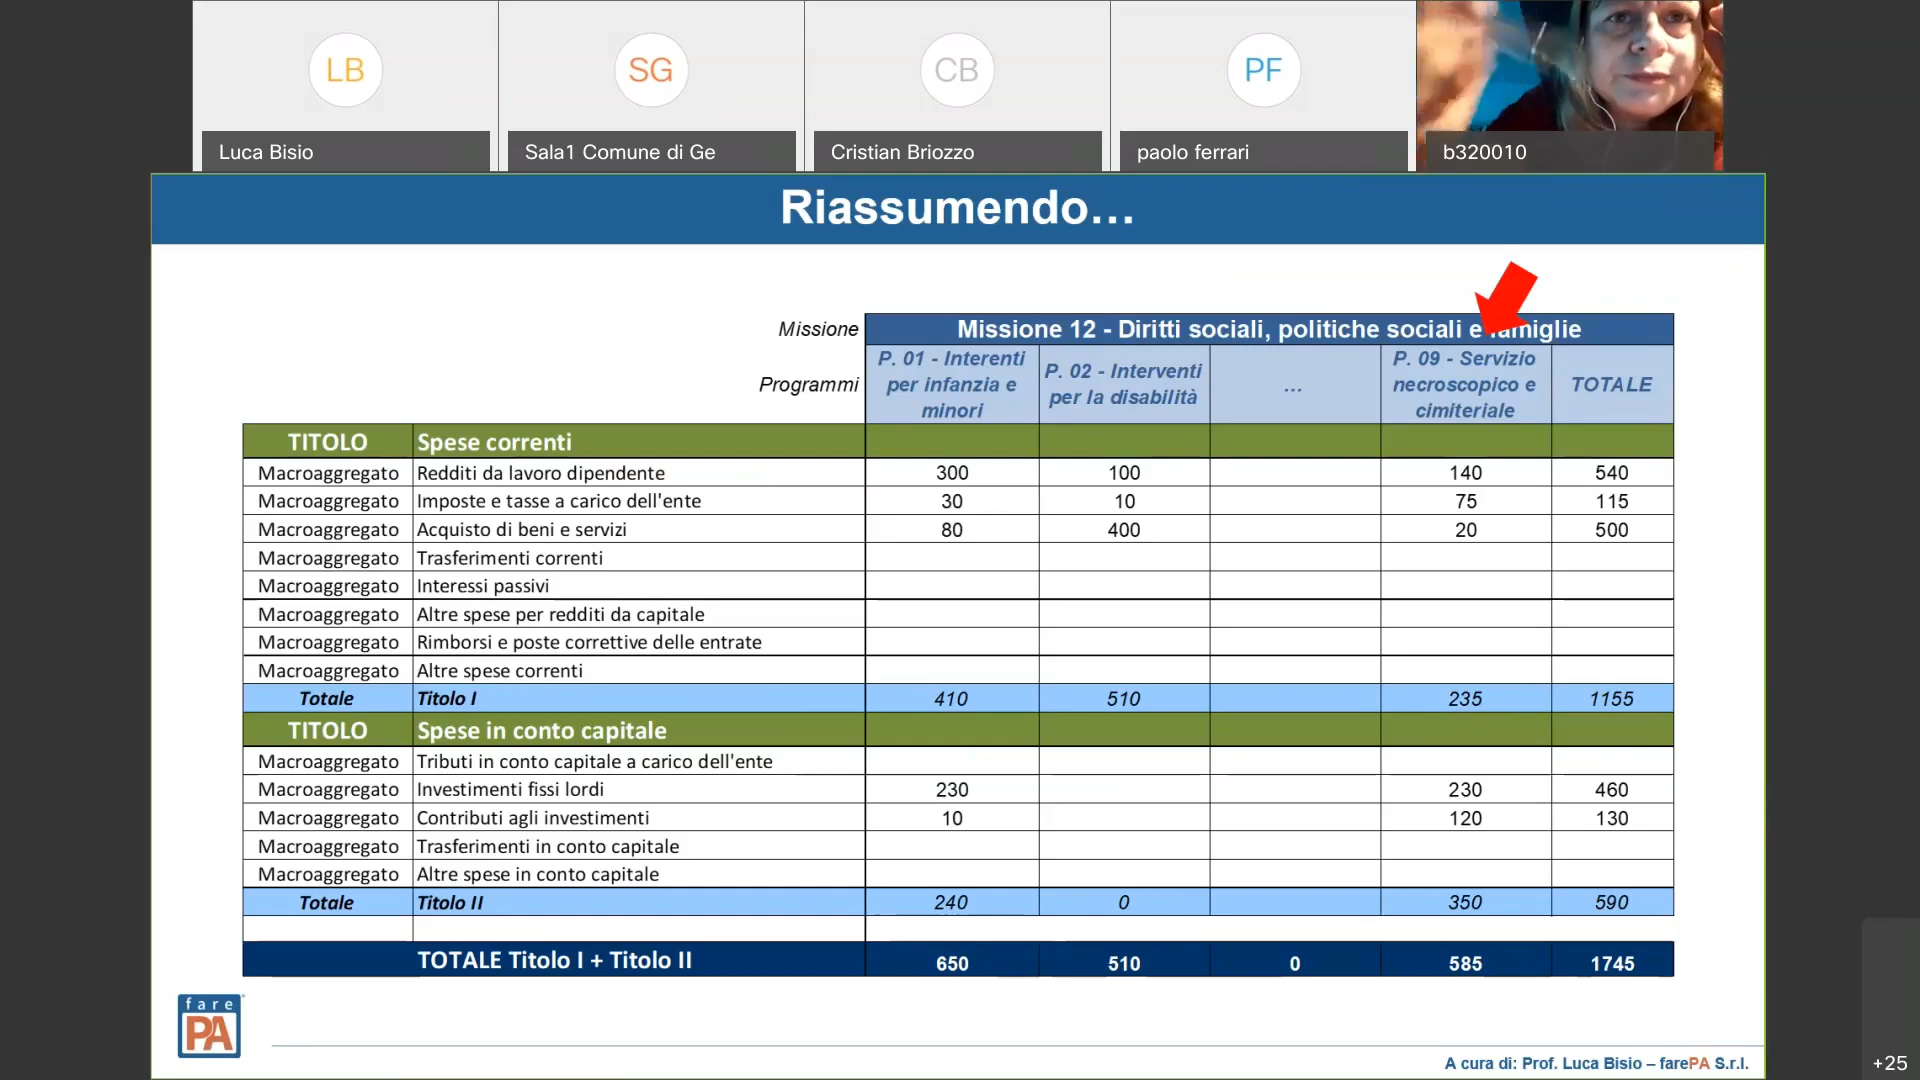 LB
SG
CB
PF
Luca Bisio
Sala1 Comune di Ge
Cristian Briozzo
paolo ferrari
b320010
Riassumendo...
Missione
Missione 12 - Diritti sociali, politiche sociali e famiglie
Programmi
P. 01 - Interenti per infanzia e minori
P. 02 - Interventi per la disabilità
...
P. 09 - Servizio necroscopico e cimiteriale
TOTALE
TITOLO Spese correnti
Macroaggregato Redditi da lavoro dipendente 300 100 140 540
Macroaggregato Imposte e tasse a carico dell'ente 30 10 75 115
Macroaggregato Acquisto di beni e servizi 80 400 20 500
Macroaggregato Trasferimenti correnti
Macroaggregato Interessi passivi
Macroaggregato Altre spese per redditi da capitale
Macroaggregato Rimborsi e poste correttive delle entrate
Macroaggregato Altre spese correnti
Totale Titolo I 410 510 235 1155
TITOLO Spese in conto capitale
Macroaggregato Tributi in conto capitale a carico dell'ente
Macroaggregato Investimenti fissi lordi 230 230 460
Macroaggregato Contributi agli investimenti 10 120 130
Macroaggregato Trasferimenti in conto capitale
Macroaggregato Altre spese in conto capitale
Totale Titolo II 240 0 350 590
TOTALE Titolo I + Titolo II 650 510 0 585 1745
fare
PA
A cura di: Prof. Luca Bisio – farePA S.r.l.
+25